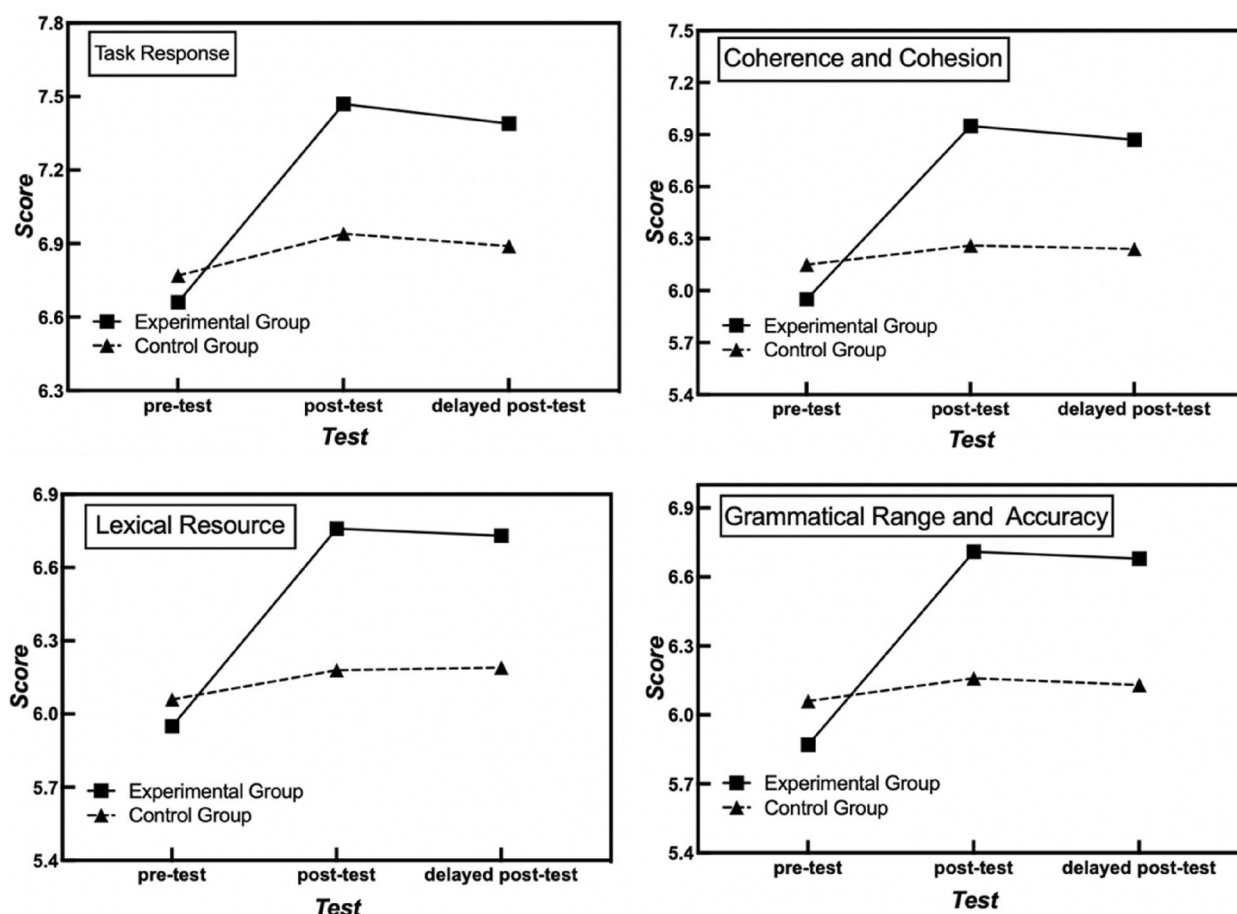 Task Response
7.8
7.5
7.2
6.9
6.6
6.3
Score
Experimental Group
Control Group
pre-test post-test delayed post-test
Test
Coherence and Cohesion
7.5
7.2
6.9
6.6
6.3
6.0
5.7
5.4
Score
Experimental Group
Control Group
pre-test post-test delayed post-test
Test
Lexical Resource
6.9
6.6
6.3
6.0
5.7
5.4
Score
Experimental Group
Control Group
pre-test post-test delayed post-test
Test
Grammatical Range and Accuracy
6.9
6.6
6.3
6.0
5.7
5.4
Score
Experimental Group
Control Group
pre-test post-test delayed post-test
Test